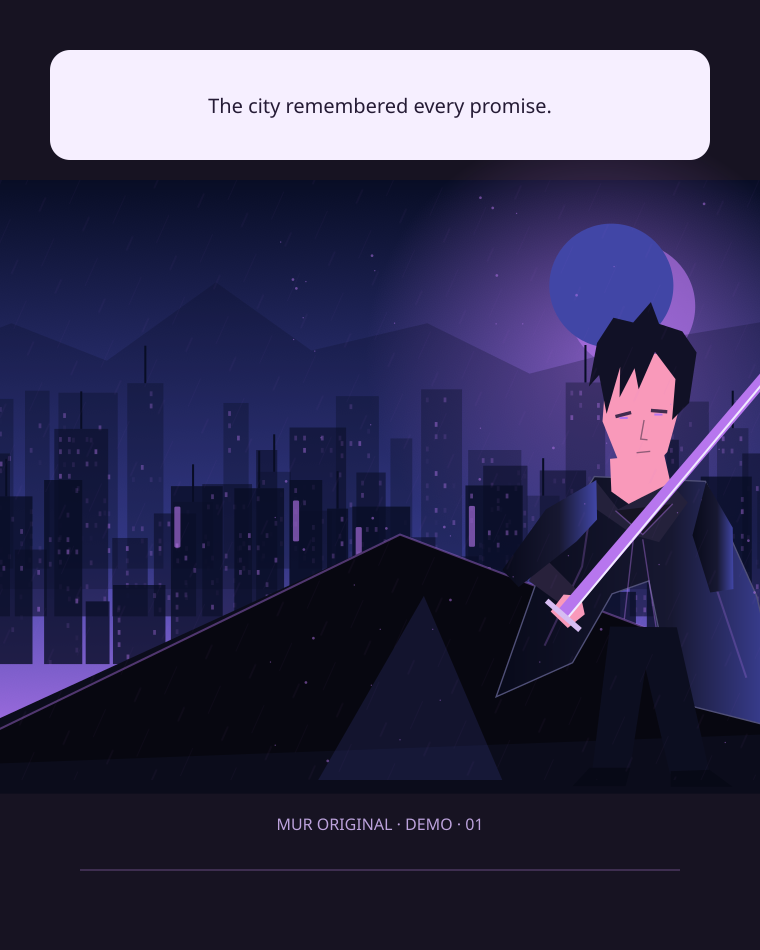 The city remembered every promise.
MUR ORIGINAL · DEMO · 01